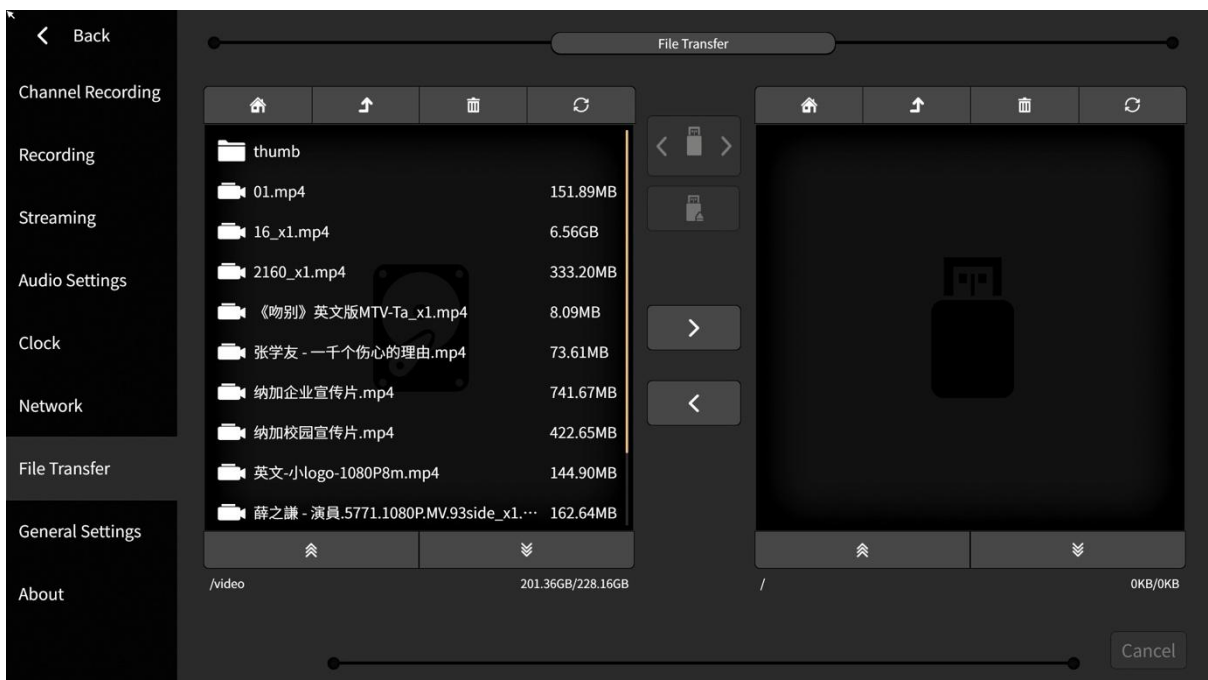 Back
File Transfer
Channel Recording
Recording
Streaming
Audio Settings
Clock
Network
File Transfer
General Settings
About
thumb
01.mp4 151.89MB
16_x1.mp4 6.56GB
2160_x1.mp4 333.20MB
《吻别》英文版MTV-Ta_x1.mp4 8.09MB
张学友 - 一千个伤心的理由.mp4 73.61MB
纳加企业宣传片.mp4 741.67MB
纳加校园宣传片.mp4 422.65MB
英文-小logo-1080P8m.mp4 144.90MB
薛之謙 - 演員.5771.1080P.MV.93side_x1.… 162.64MB
/video 201.36GB/228.16GB
/ 0KB/0KB
Cancel